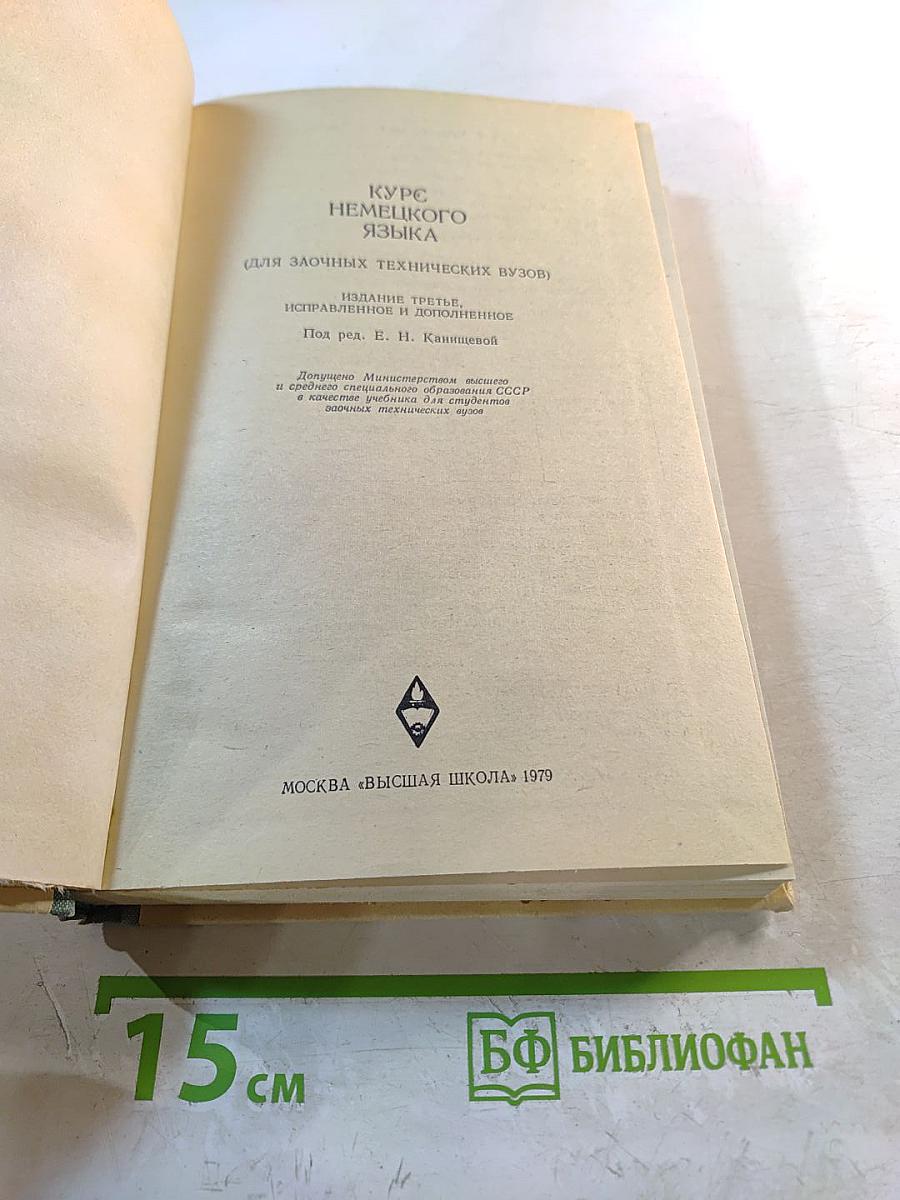 КУРС
НЕМЕЦКОГО
ЯЗЫКА
(ДЛЯ ЗАОЧНЫХ ТЕХНИЧЕСКИХ ВУЗОВ)
ИЗДАНИЕ ТРЕТЬЕ,
ИСПРАВЛЕННОЕ И ДОПОЛНЕННОЕ
Под ред. Е. Н. Канищевой
Допущено Министерством высшего
и среднего специального образования СССР
в качестве учебника для студентов
заочных технических вузов
МОСКВА «ВЫСШАЯ ШКОЛА» 1979
15 см
БФ БИБЛИОФАН